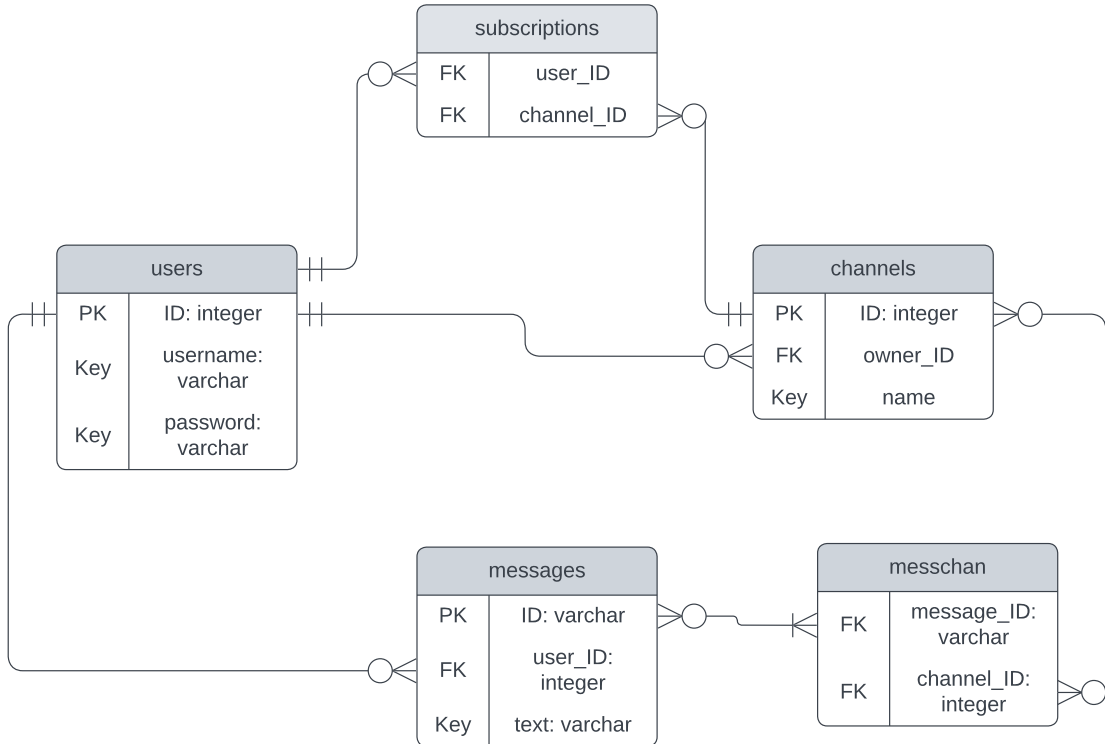 subscriptions
FK user_ID
FK channel_ID
users
PK ID: integer
Key username:
varchar
Key password:
varchar
channels
PK ID: integer
FK owner_ID
Key name
messages
PK ID: varchar
FK user_ID:
integer
Key text: varchar
messchan
FK message_ID:
varchar
FK channel_ID:
integer